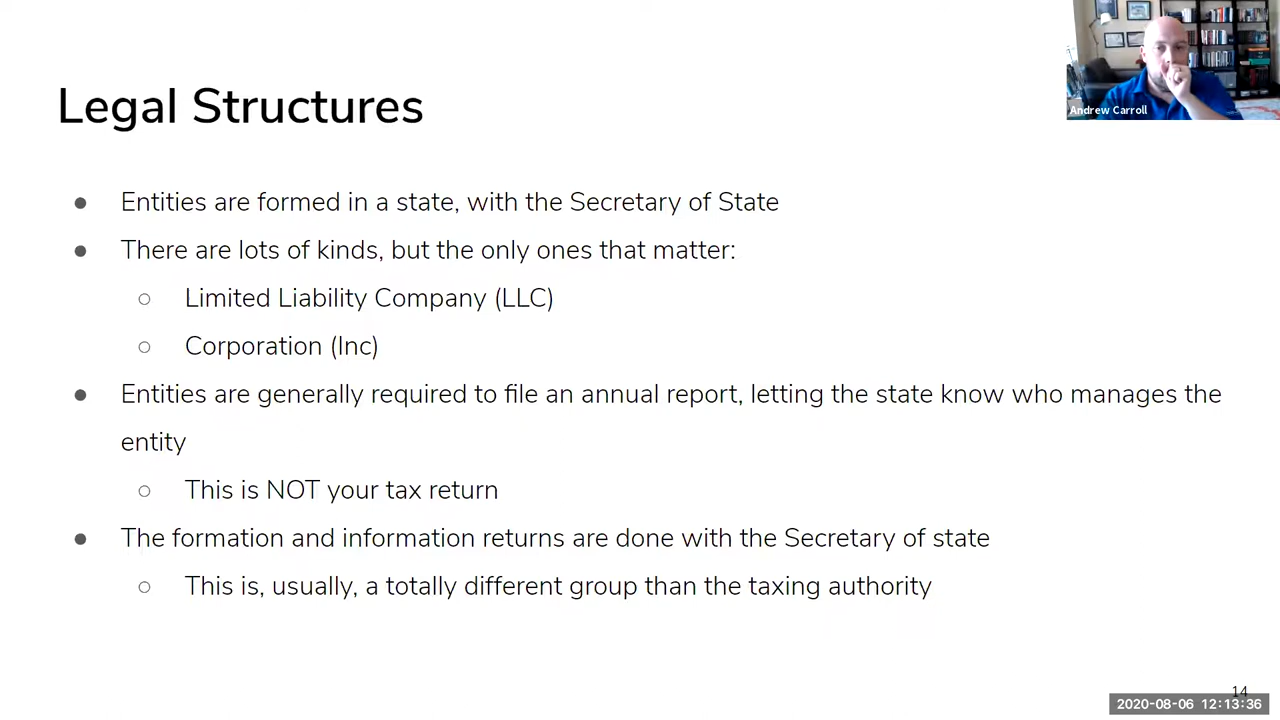 Andrew Carroll
Legal Structures
● Entities are formed in a state, with the Secretary of State
● There are lots of kinds, but the only ones that matter:
○ Limited Liability Company (LLC)
○ Corporation (Inc)
● Entities are generally required to file an annual report, letting the state know who manages the
entity
○ This is NOT your tax return
● The formation and information returns are done with the Secretary of state
○ This is, usually, a totally different group than the taxing authority
14
2020-08-06 12:13:36